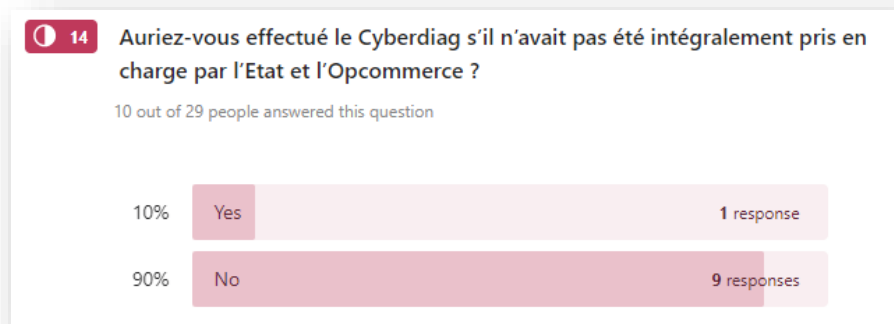 14 Auriez-vous effectué le Cyberdiag s’il n’avait pas été intégralement pris en
charge par l’Etat et l’Opcommerce ?
10 out of 29 people answered this question
10% Yes 1 response
90% No 9 responses